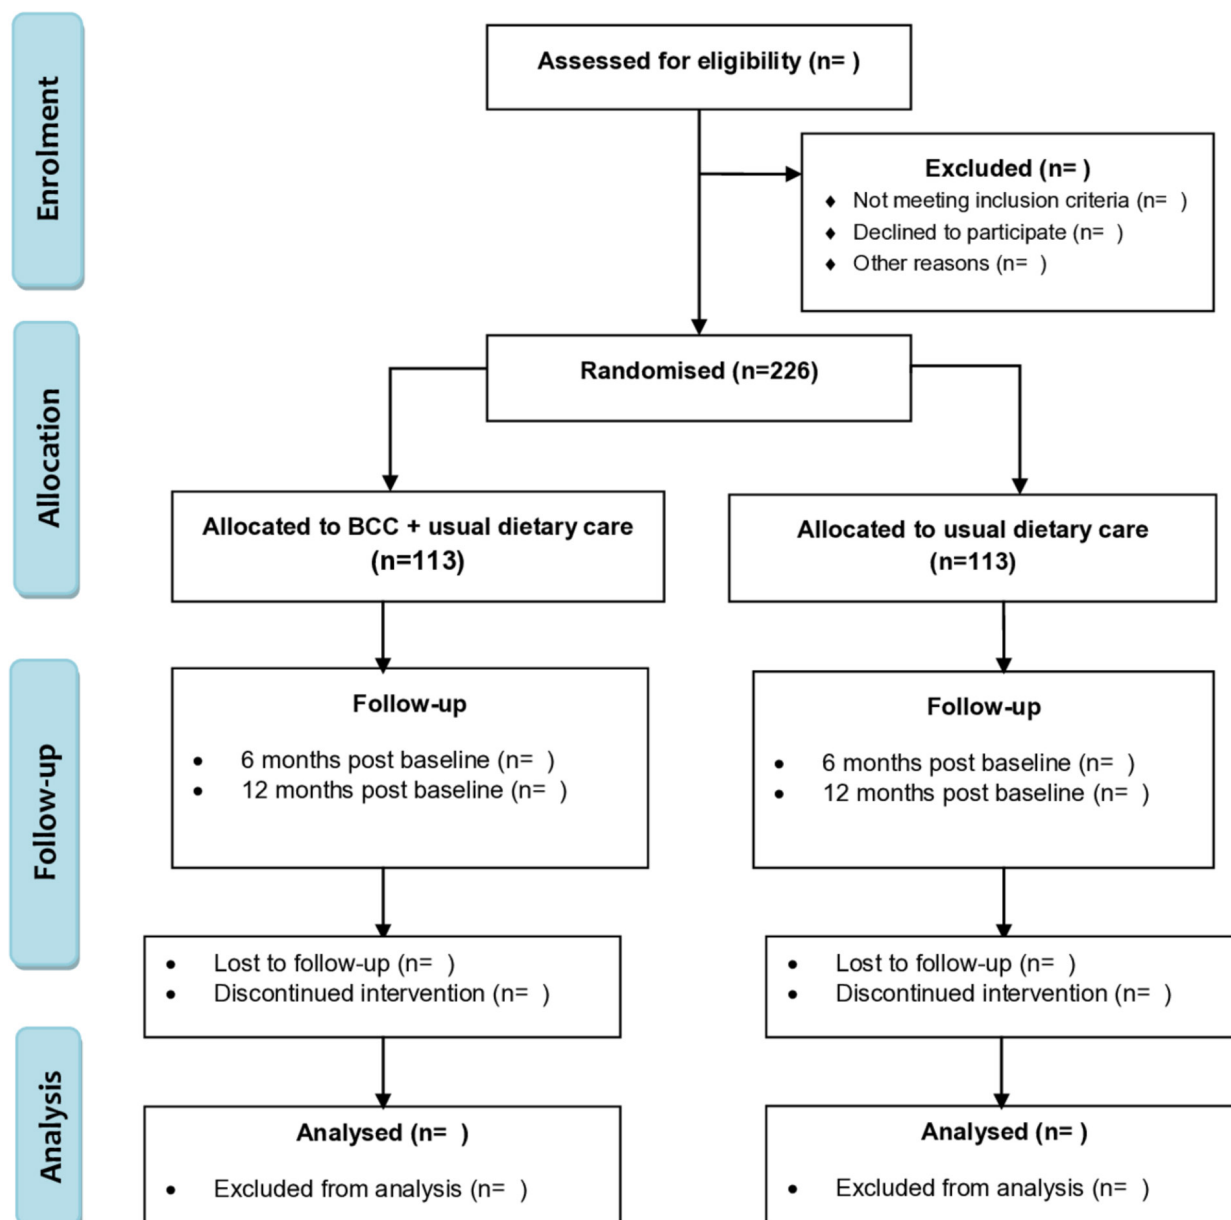 Enrolment
Assessed for eligibility (n= )
Excluded (n= )
♦ Not meeting inclusion criteria (n=  )
♦ Declined to participate (n=  )
♦ Other reasons (n=  )
Allocation
Randomised (n=226)
Allocated to BCC + usual dietary care
(n=113)
Allocated to usual dietary care
(n=113)
Follow-up
Follow-up
• 6 months post baseline (n=  )
• 12 months post baseline (n=  )
Follow-up
• 6 months post baseline (n=  )
• 12 months post baseline (n=  )
• Lost to follow-up (n=  )
• Discontinued intervention (n=  )
• Lost to follow-up (n=  )
• Discontinued intervention (n=  )
Analysis
Analysed (n=  )
• Excluded from analysis (n=  )
Analysed (n= )
• Excluded from analysis (n=  )